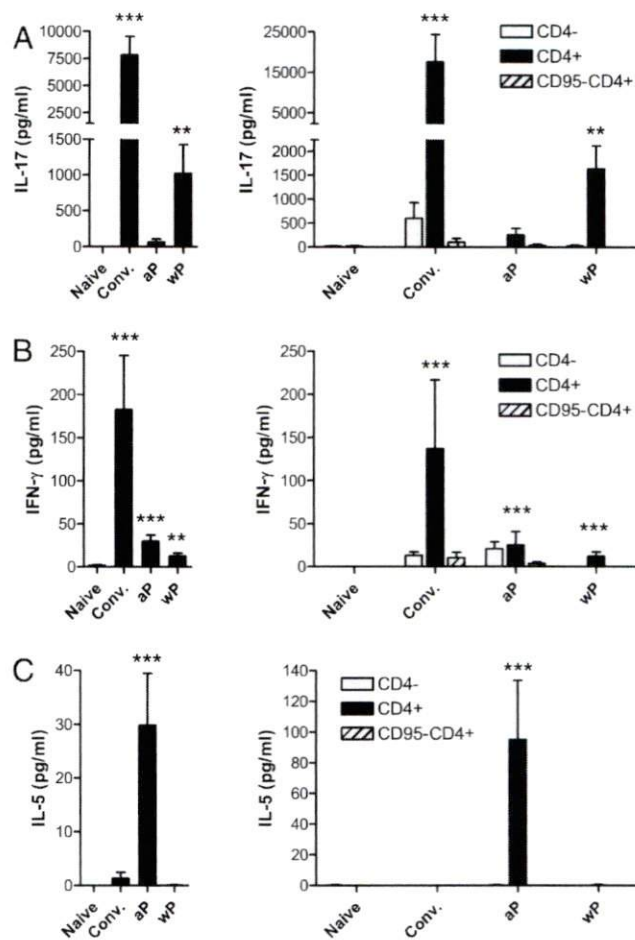 A
IL-17 (pg/ml)
10000
7500
5000
2500
1000
500
0
***
**
Naive
Conv.
aP
wP
IL-17 (pg/ml)
25000
15000
5000
2000
1500
1000
500
0
***
**
CD4-
CD4+
CD95-CD4+
Naive
Conv.
aP
wP
B
IFN-γ (pg/ml)
250
200
150
100
50
0
***
***
**
Naive
Conv.
aP
wP
IFN-γ (pg/ml)
250
200
150
100
50
0
***
***
***
CD4-
CD4+
CD95-CD4+
Naive
Conv.
aP
wP
C
IL-5 (pg/ml)
40
30
20
10
0
***
Naive
Conv.
aP
wP
IL-5 (pg/ml)
140
120
100
80
60
40
20
0
***
CD4-
CD4+
CD95-CD4+
Naive
Conv.
aP
wP